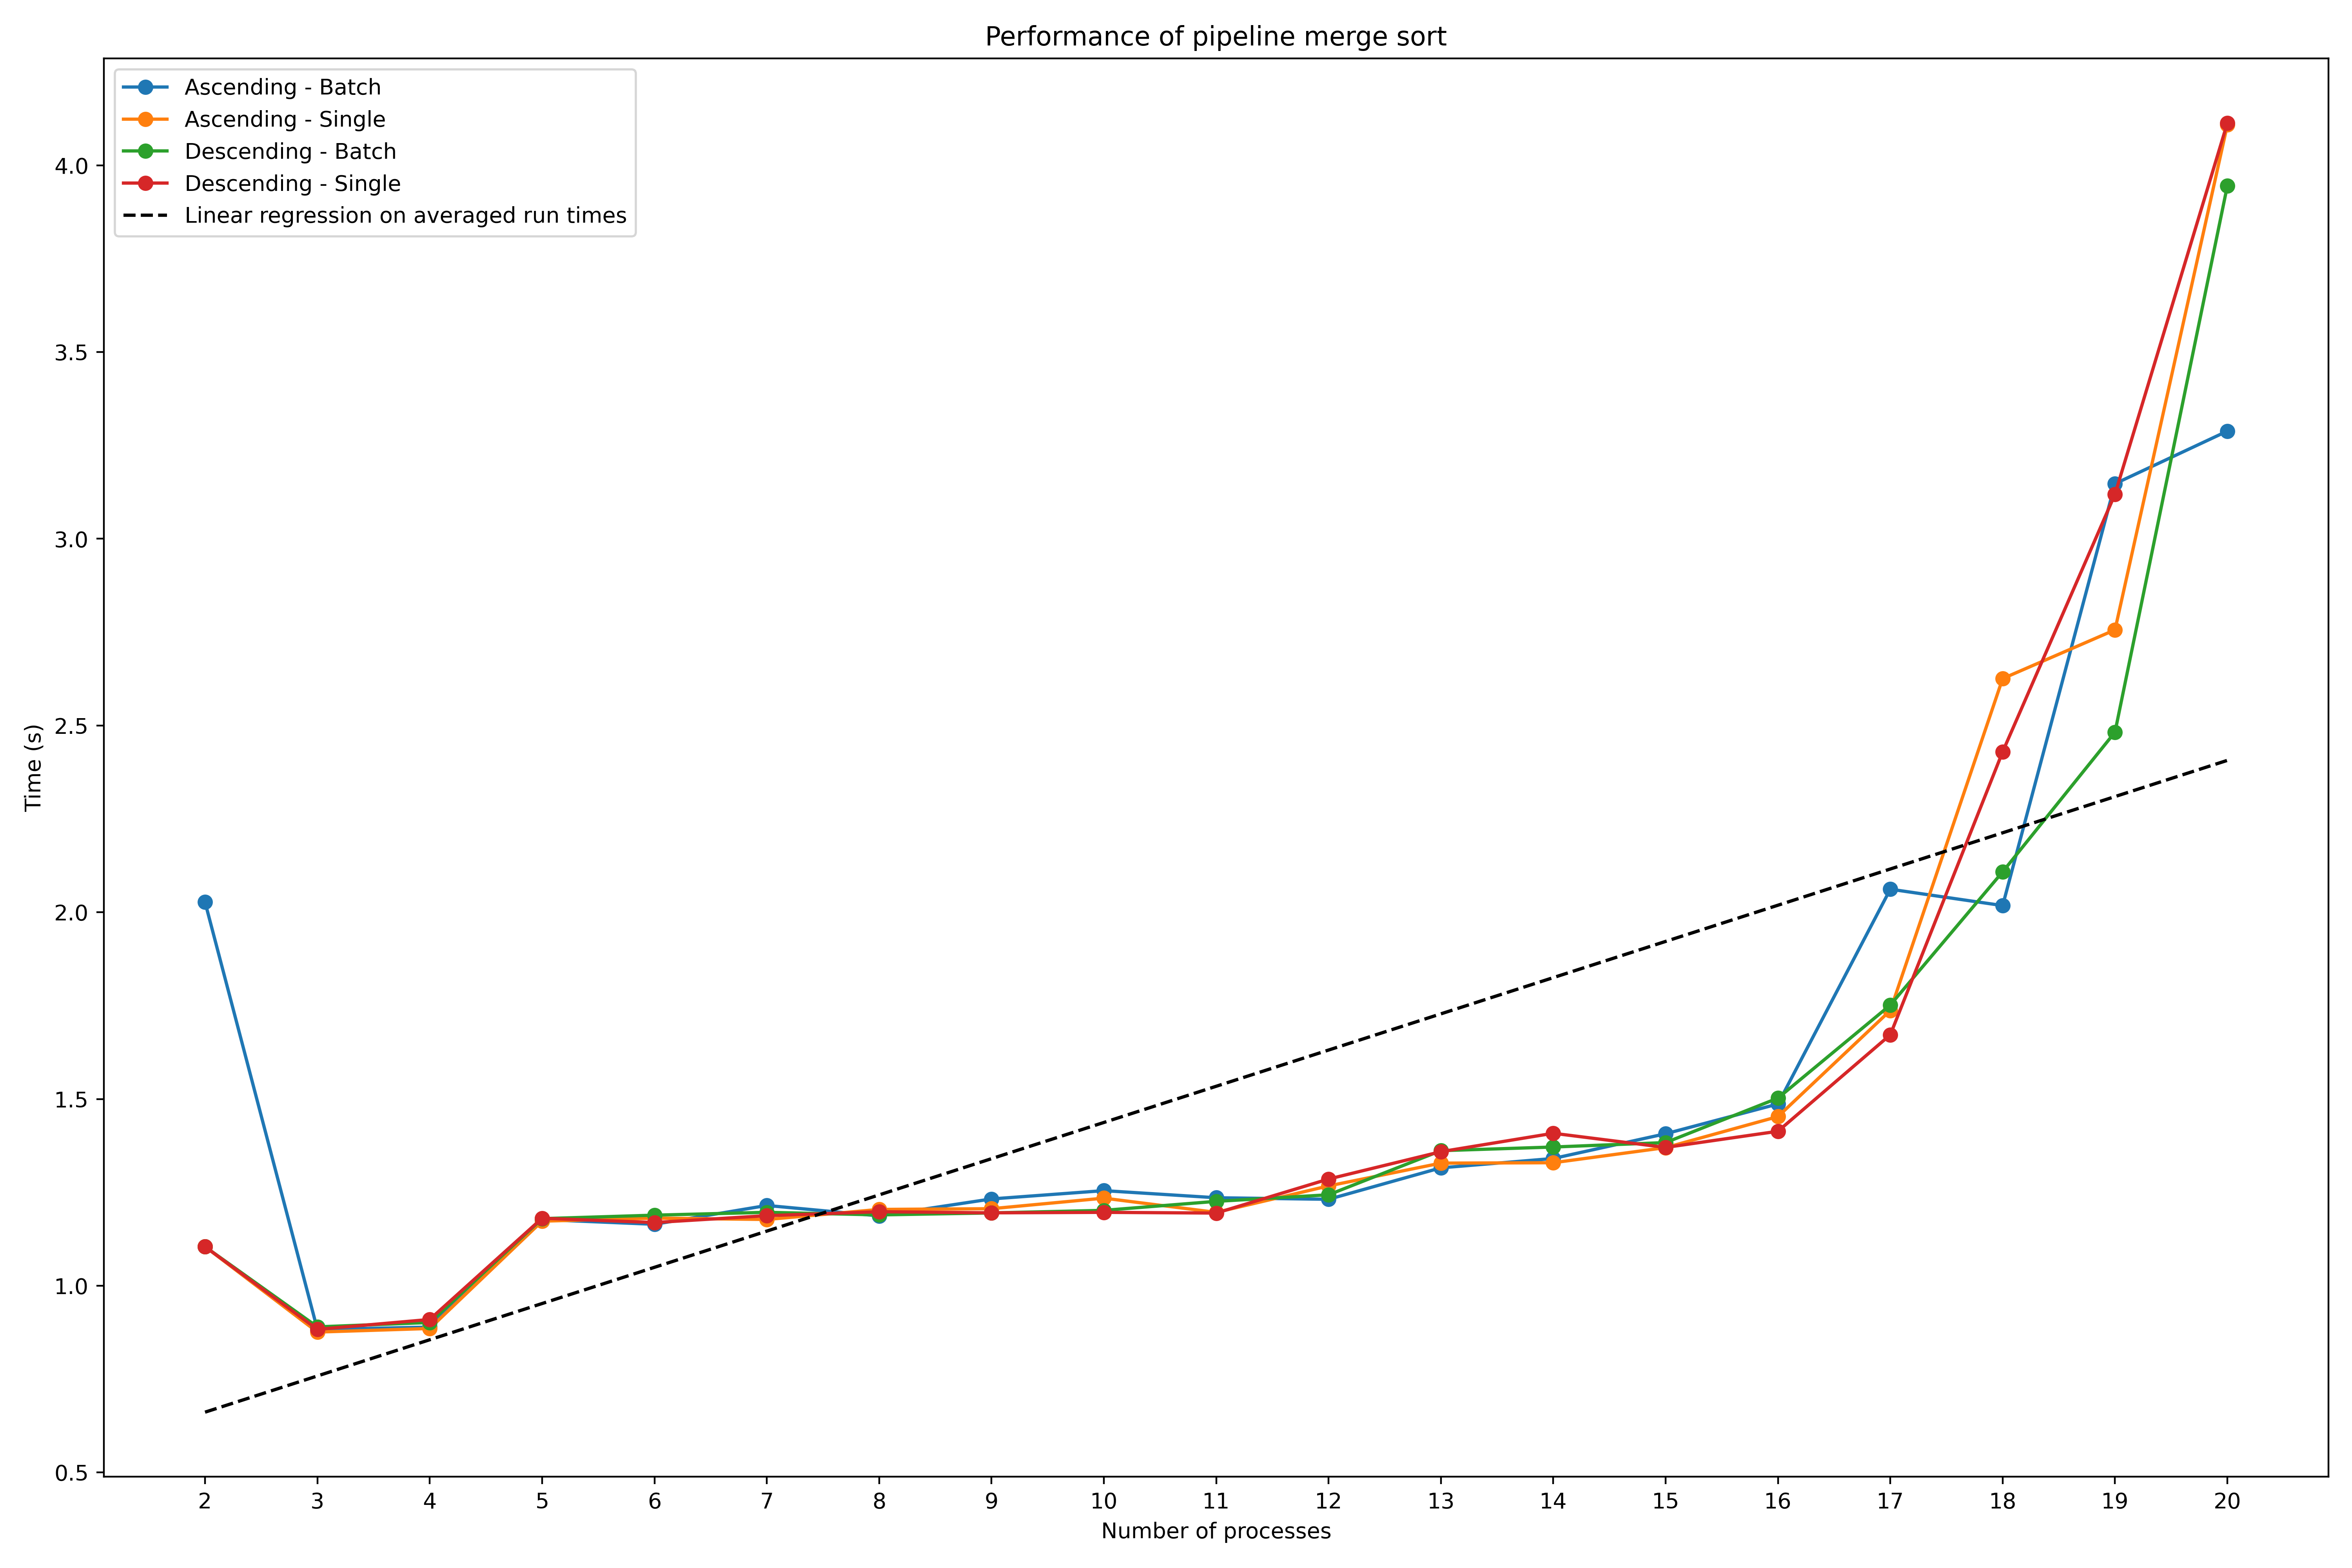 Performance of pipeline merge sort
Ascending - Batch
Ascending - Single
Descending - Batch
Descending - Single
Linear regression on averaged run times
4.0
3.5
3.0
2.5
2.0
1.5
1.0
0.5
Time (s)
2 3 4 5 6 7 8 9 10 11 12 13 14 15 16 17 18 19 20
Number of processes